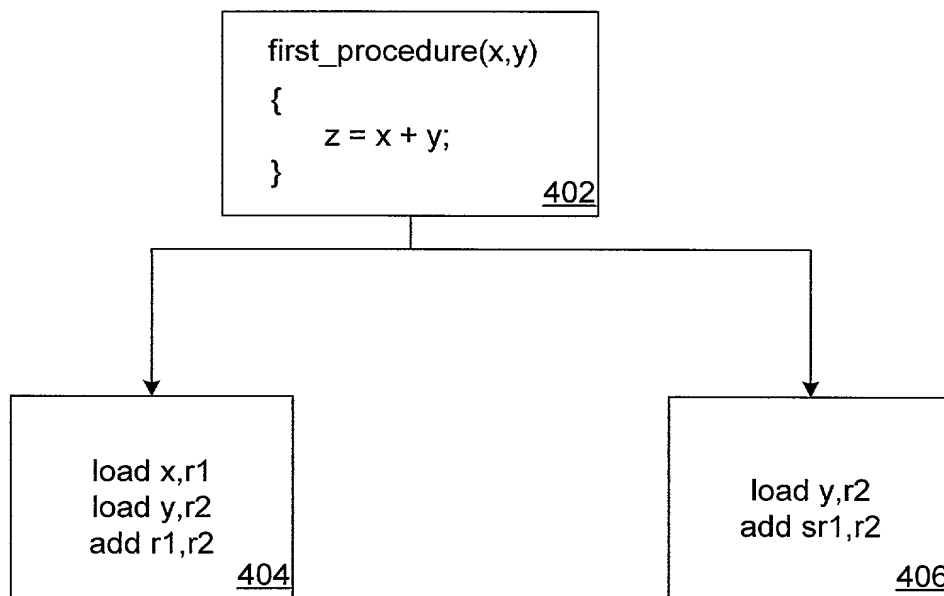 first_procedure(x,y)
{
z = x + y;
}
402
load x,r1
load y,r2
add r1,r2
404
load y,r2
add sr1,r2
406